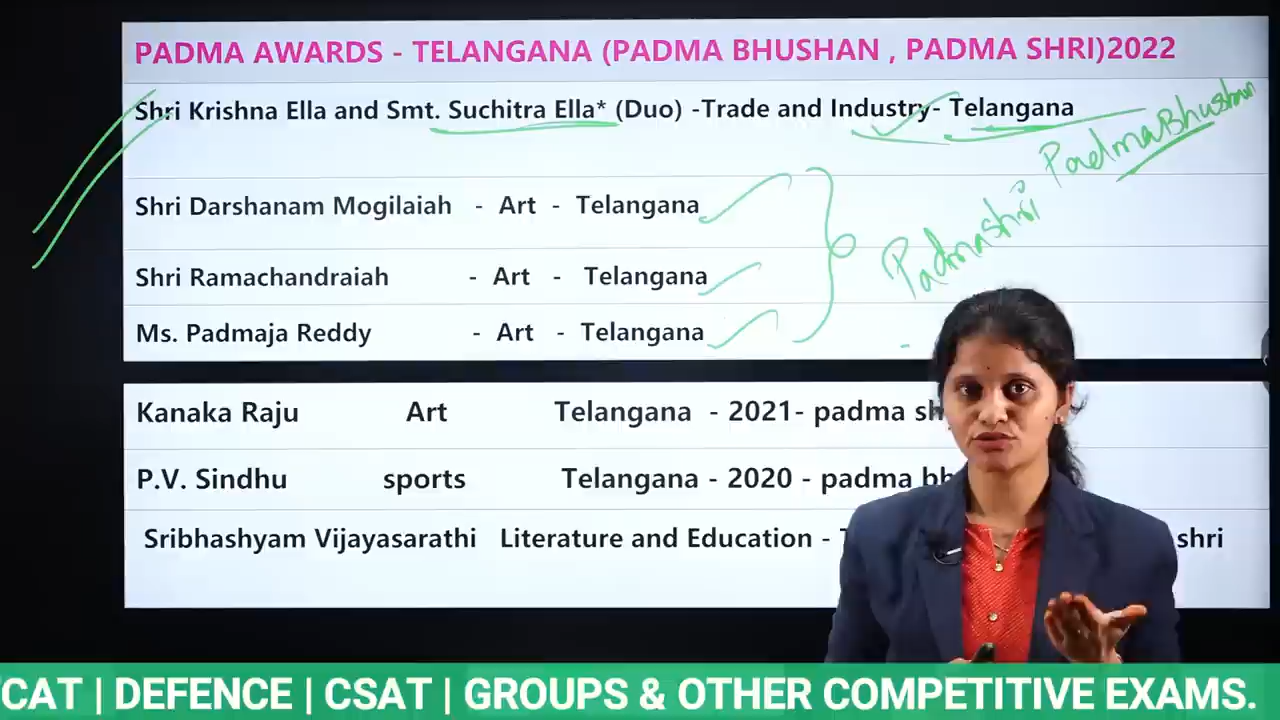 PADMA AWARDS - TELANGANA (PADMA BHUSHAN , PADMA SHRI)2022
Shri Krishna Ella and Smt. Suchitra Ella* (Duo) -Trade and Industry- Telangana
Padma Bhushan
Shri Darshanam Mogilaiah - Art - Telangana
Padmashri
Shri Ramachandraiah - Art - Telangana
Ms. Padmaja Reddy - Art - Telangana
Kanaka Raju Art Telangana - 2021- padma sh
P.V. Sindhu sports Telangana - 2020 - padma bh
Sribhashyam Vijayasarathi Literature and Education - T shri
CAT | DEFENCE | CSAT | GROUPS & OTHER COMPETITIVE EXAMS.